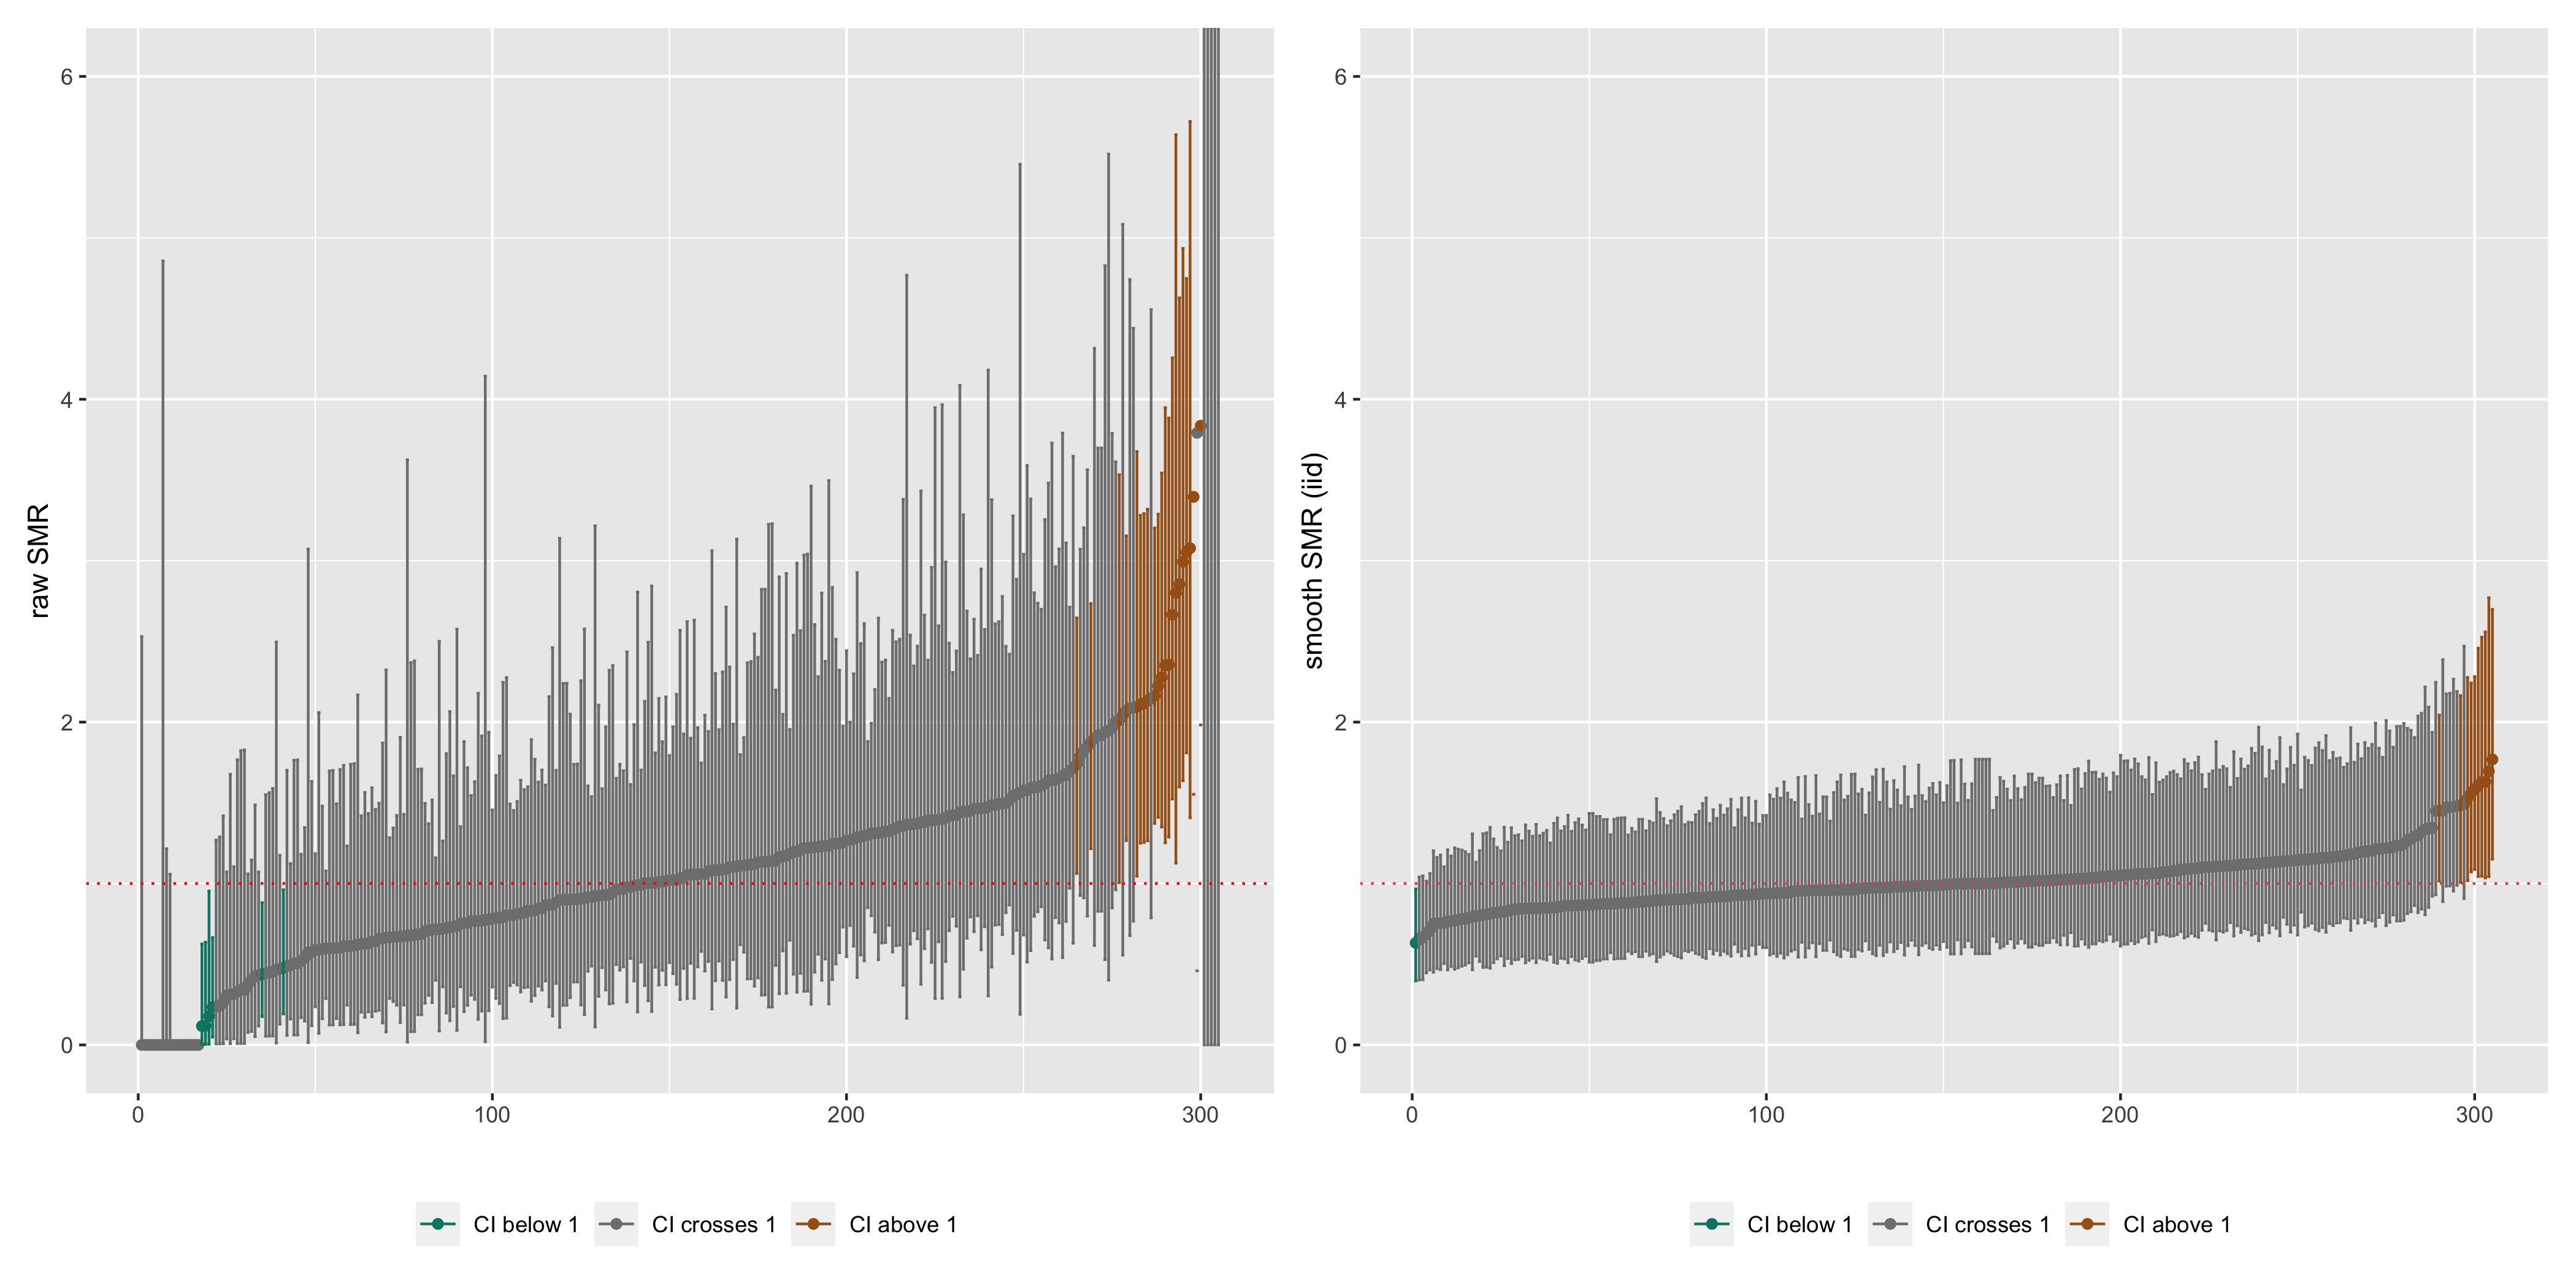 raw SMR
6
4
2
0
0
100
200
300
CI below 1
CI crosses 1
CI above 1
smooth SMR (iid)
6
4
2
0
0
100
200
300
CI below 1
CI crosses 1
CI above 1